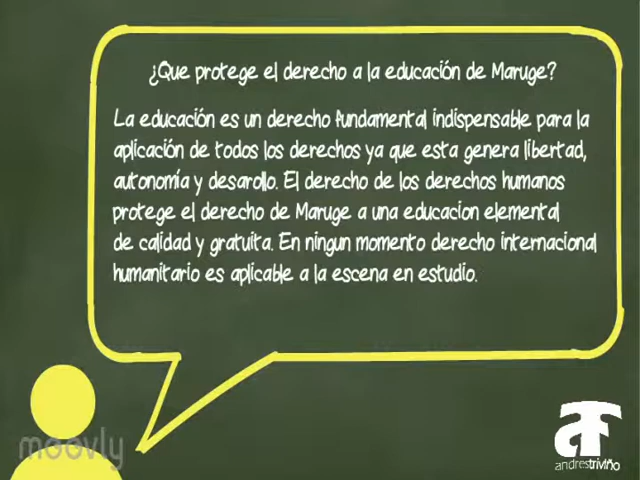 ¿Que protege el derecho a la educación de Maruge?
La educación es un derecho fundamental indispensable para la
aplicación de todos los derechos ya que esta genera libertad,
autonomía y desarollo. El derecho de los derechos humanos
protege el derecho de Maruge a una educacion elemental
de calidad y gratuita. En ningun momento derecho internacional
humanitario es aplicable a la escena en estudio.
moovly
af
andrestriviño